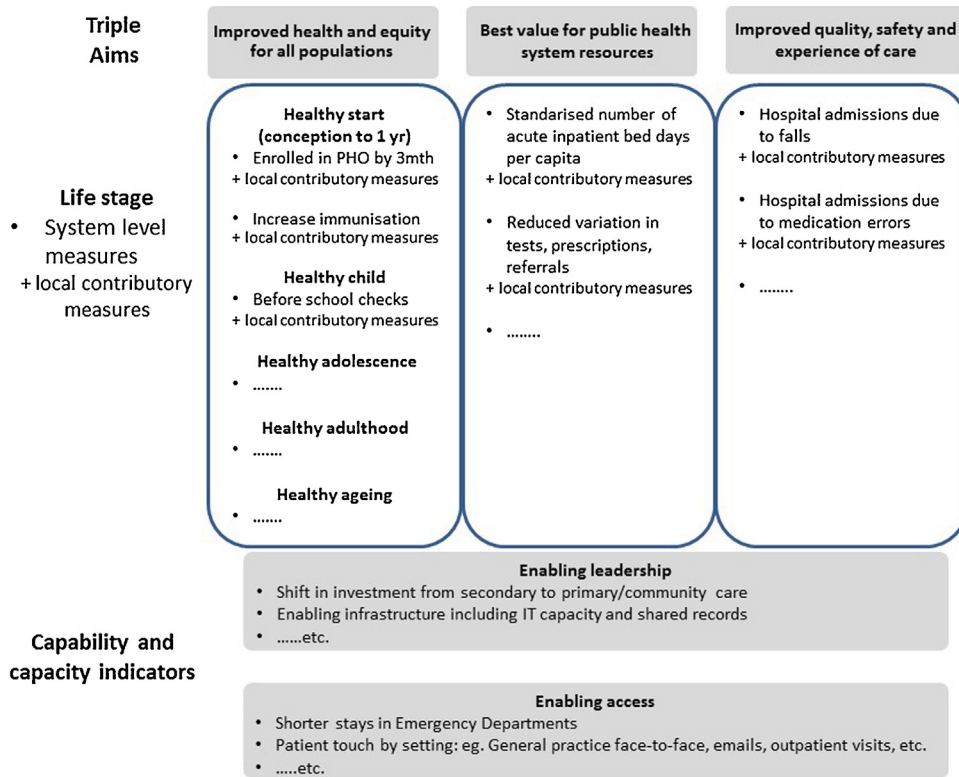 Triple
Aims
Improved health and equity
for all populations
Best value for public health
system resources
Improved quality, safety and
experience of care
Life stage
• System level
measures
+ local contributory
measures
Healthy start
(conception to 1 yr)
• Enrolled in PHO by 3mth
+ local contributory measures
• Increase immunisation
+ local contributory measures
Healthy child
• Before school checks
+ local contributory measures
Healthy adolescence
• .......
Healthy adulthood
• .......
Healthy ageing
• .......
• Standarised number of
acute inpatient bed days
per capita
+ local contributory measures
• Reduced variation in
tests, prescriptions,
referrals
+ local contributory measures
• ........
• Hospital admissions due
to falls
+ local contributory measures
• Hospital admissions due
to medication errors
+ local contributory measures
• ........
Capability and
capacity indicators
Enabling leadership
• Shift in investment from secondary to primary/community care
• Enabling infrastructure including IT capacity and shared records
• ......etc.
Enabling access
• Shorter stays in Emergency Departments
• Patient touch by setting: eg. General practice face-to-face, emails, outpatient visits, etc.
• .....etc.